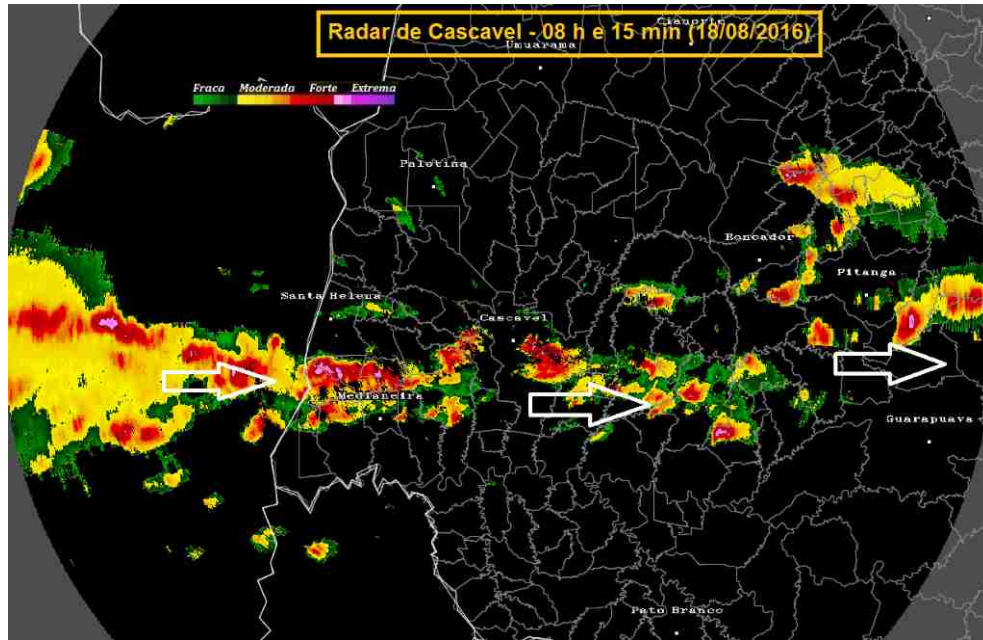 Cianorte
Radar de Cascavel - 08 h e 15 min (18/08/2016)
Umuarama
Fraca Moderada Forte Extrema
Palotina
Roncador
Pitanga
Santa Helena
Cascavel
Medianeira
Guarapuava
Pato Branco